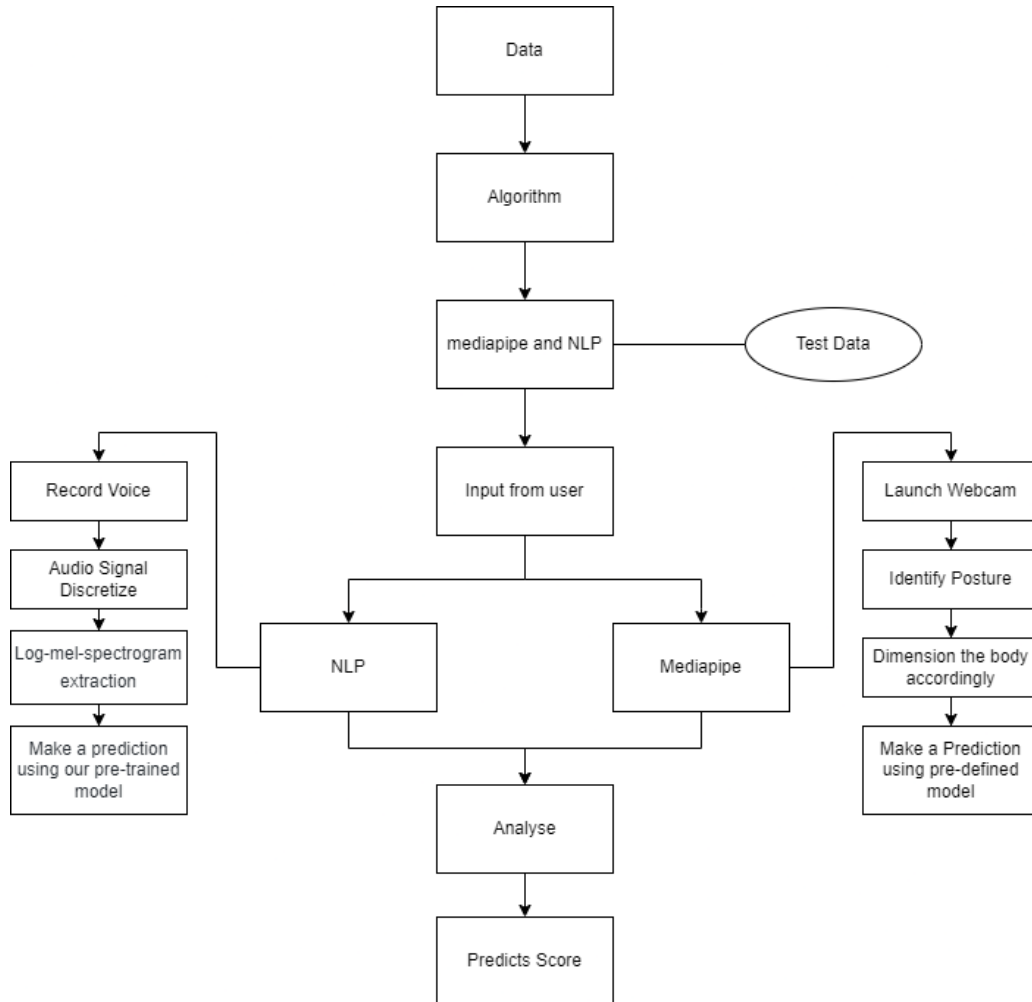 Data
Algorithm
mediapipe and NLP
Test Data
Input from user
Record Voice
Audio Signal
Discretize
Log-mel-spectrogram
extraction
Make a prediction
using our pre-trained
model
NLP
Mediapipe
Launch Webcam
Identify Posture
Dimension the body
accordingly
Make a Prediction
using pre-defined
model
Analyse
Predicts Score